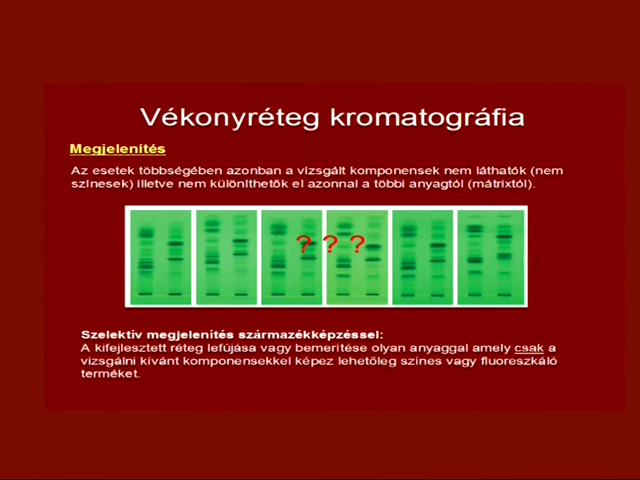 Vékonyréteg kromatográfia
Megjelenítés
Az esetek többségében azonban a vizsgált komponensek nem láthatók (nem
színesek) illetve nem különíthetők el azonnal a többi anyagtól (mátrixtól).
? ? ?
Szelektív megjelenítés származékképzéssel:
A kifejlesztett réteg lefújása vagy bemerítése olyan anyaggal amely csak a
vizsgálni kívánt komponensekkel képez lehetőleg színes vagy fluoreszkáló
terméket.